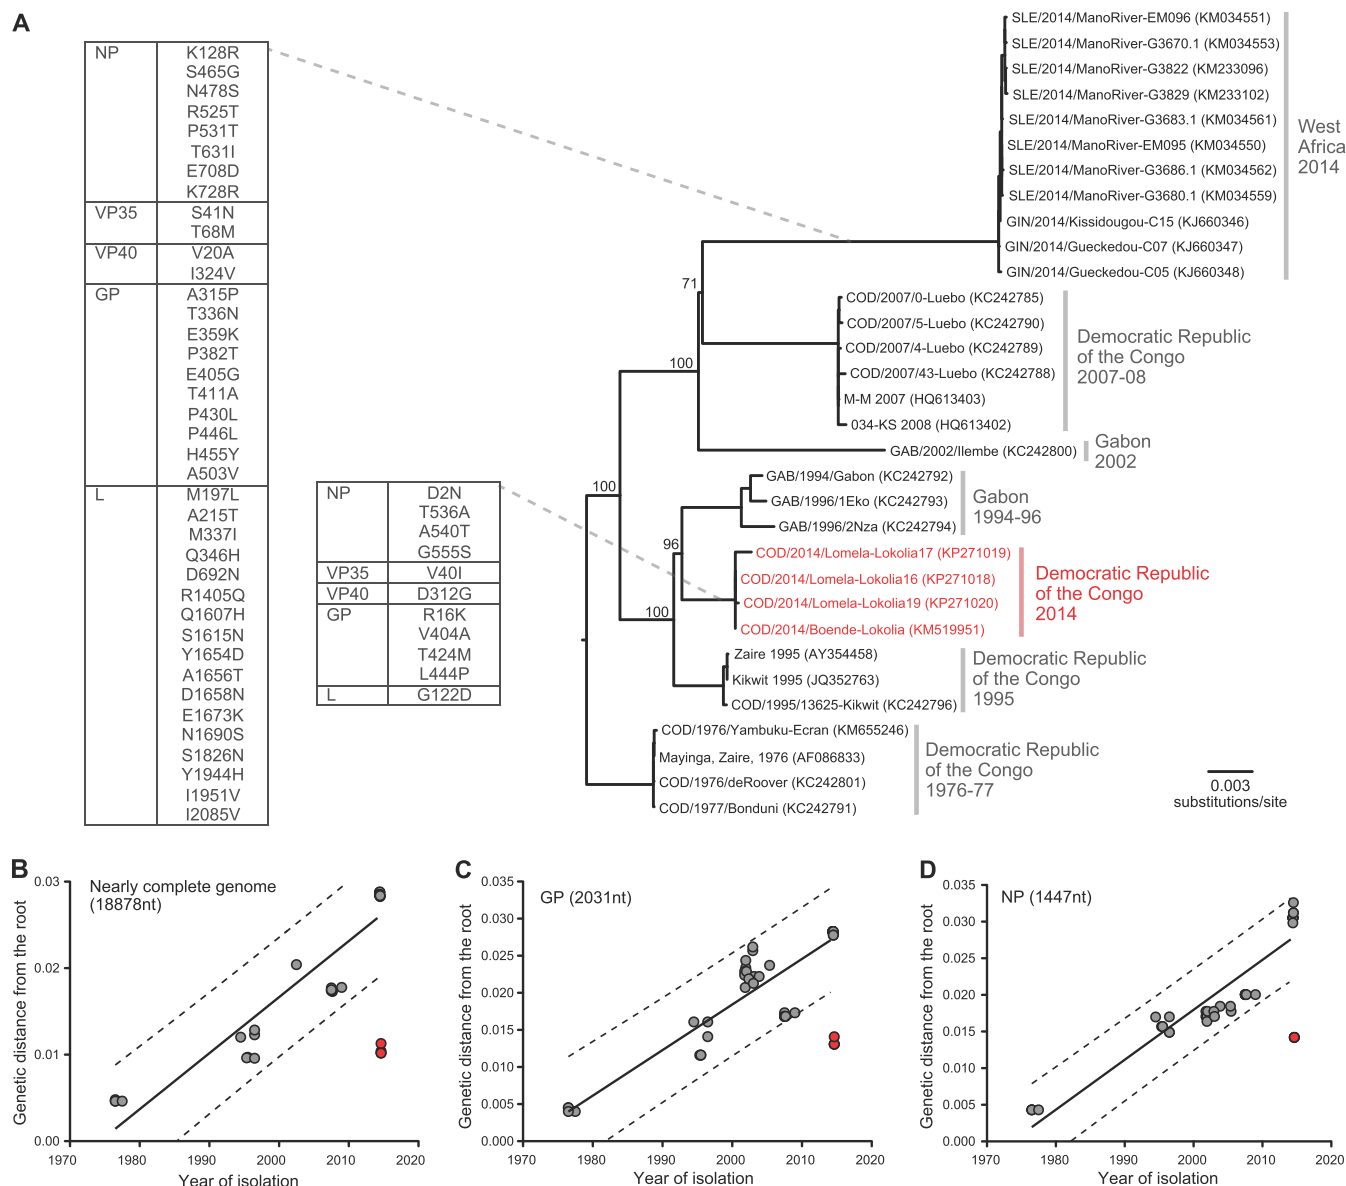 A
NP
K128R
S465G
N478S
R525T
P531T
T631I
E708D
K728R
VP35
S41N
T68M
VP40
V20A
I324V
GP
A315P
T336N
E359K
P382T
E405G
T411A
P430L
P446L
H455Y
A503V
L
M197L
A215T
M337I
Q346H
D692N
R1405Q
Q1607H
S1615N
Y1654D
A1656T
D1658N
E1673K
N1690S
S1826N
Y1944H
I1951V
I2085V
NP
D2N
T536A
A540T
G555S
VP35
V40I
VP40
D312G
GP
R16K
V404A
T424M
L444P
L
G122D
SLE/2014/ManoRiver-EM096 (KM034551)
SLE/2014/ManoRiver-G3670.1 (KM034553)
SLE/2014/ManoRiver-G3822 (KM233096)
SLE/2014/ManoRiver-G3829 (KM233102)
SLE/2014/ManoRiver-G3683.1 (KM034561)
SLE/2014/ManoRiver-EM095 (KM034550)
SLE/2014/ManoRiver-G3686.1 (KM034562)
SLE/2014/ManoRiver-G3680.1 (KM034559)
GIN/2014/Kissidougou-C15 (KJ660346)
GIN/2014/Gueckedou-C07 (KJ660347)
GIN/2014/Gueckedou-C05 (KJ660348)
West
Africa
2014
71
COD/2007/0-Luebo (KC242785)
COD/2007/5-Luebo (KC242790)
COD/2007/4-Luebo (KC242789)
COD/2007/43-Luebo (KC242788)
M-M 2007 (HQ613403)
034-KS 2008 (HQ613402)
Democratic Republic
of the Congo
2007-08
100
GAB/2002/Ilembe (KC242800)
Gabon
2002
100
GAB/1994/Gabon (KC242792)
GAB/1996/1Eko (KC242793)
GAB/1996/2Nza (KC242794)
Gabon
1994-96
96
COD/2014/Lomela-Lokolia17 (KP271019)
COD/2014/Lomela-Lokolia16 (KP271018)
COD/2014/Lomela-Lokolia19 (KP271020)
COD/2014/Boende-Lokolia (KM519951)
Democratic Republic
of the Congo
2014
100
Zaire 1995 (AY354458)
Kikwit 1995 (JQ352763)
COD/1995/13625-Kikwit (KC242796)
Democratic Republic
of the Congo
1995
COD/1976/Yambuku-Ecran (KM655246)
Mayinga, Zaire, 1976 (AF086833)
COD/1976/deRoover (KC242801)
COD/1977/Bonduni (KC242791)
Democratic Republic
of the Congo
1976-77
0.003
substitutions/site
B
Nearly complete genome
(18878nt)
Genetic distance from the root
0.03
0.02
0.01
0.00
1970
1980
1990
2000
2010
2020
Year of isolation
C
GP (2031nt)
Genetic distance from the root
0.035
0.030
0.025
0.020
0.015
0.010
0.005
0.000
1970
1980
1990
2000
2010
2020
Year of isolation
D
NP (1447nt)
Genetic distance from the root
0.035
0.030
0.025
0.020
0.015
0.010
0.005
0.000
1970
1980
1990
2000
2010
2020
Year of isolation